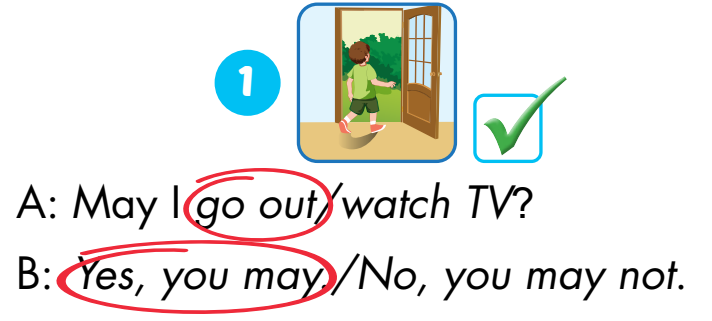 1
A: May I go out/watch TV?
B: Yes, you may./No, you may not.